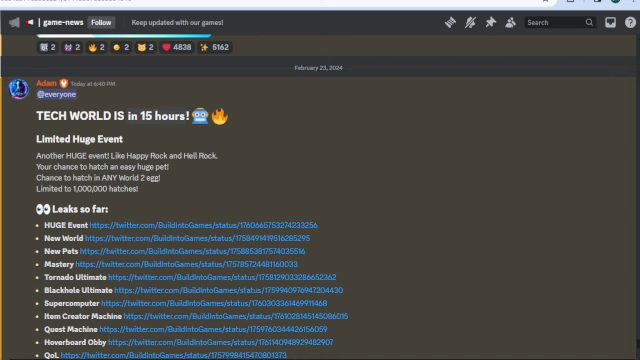 game-news Follow Keep updated with our games! Search
2 2 2 2 2 4838 5162
February 23, 2024
Adam Today at 6:40 PM
@everyone
TECH WORLD IS in 15 hours! 🤖🔥
Limited Huge Event
Another HUGE event! Like Happy Rock and Hell Rock.
Your chance to hatch an easy huge pet!
Chance to hatch in ANY World 2 egg!
Limited to 1,000,000 hatches!
👀 Leaks so far:
• HUGE Event https://twitter.com/BuildIntoGames/status/1760665753274233256
• New World https://twitter.com/BuildIntoGames/status/1758491419516285295
• New Pets https://twitter.com/BuildIntoGames/status/1758853817574035516
• Mastery https://twitter.com/BuildIntoGames/status/175785724481160033
• Tornado Ultimate https://twitter.com/BuildIntoGames/status/1758129033286652362
• Blackhole Ultimate https://twitter.com/BuildIntoGames/status/1759940976947204430
• Supercomputer https://twitter.com/BuildIntoGames/status/1760303361469911468
• Item Creator Machine https://twitter.com/BuildIntoGames/status/1761028145148086015
• Quest Machine https://twitter.com/BuildIntoGames/status/1759760344426156059
• Hoverboard Obby https://twitter.com/BuildIntoGames/status/1761140948929482907
• QoL https://twitter.com/BuildIntoGames/status/1757998415470801373